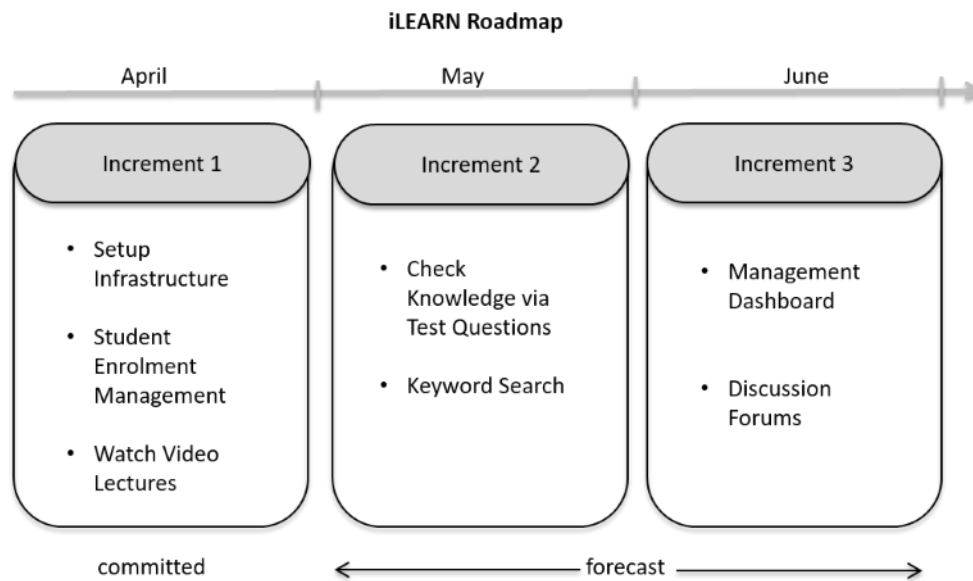 iLEARN Roadmap
April
May
June
Increment 1
Increment 2
Increment 3
• Setup
Infrastructure
• Student
Enrolment
Management
• Watch Video
Lectures
• Check
Knowledge via
Test Questions
• Keyword Search
• Management
Dashboard
• Discussion
Forums
committed
forecast